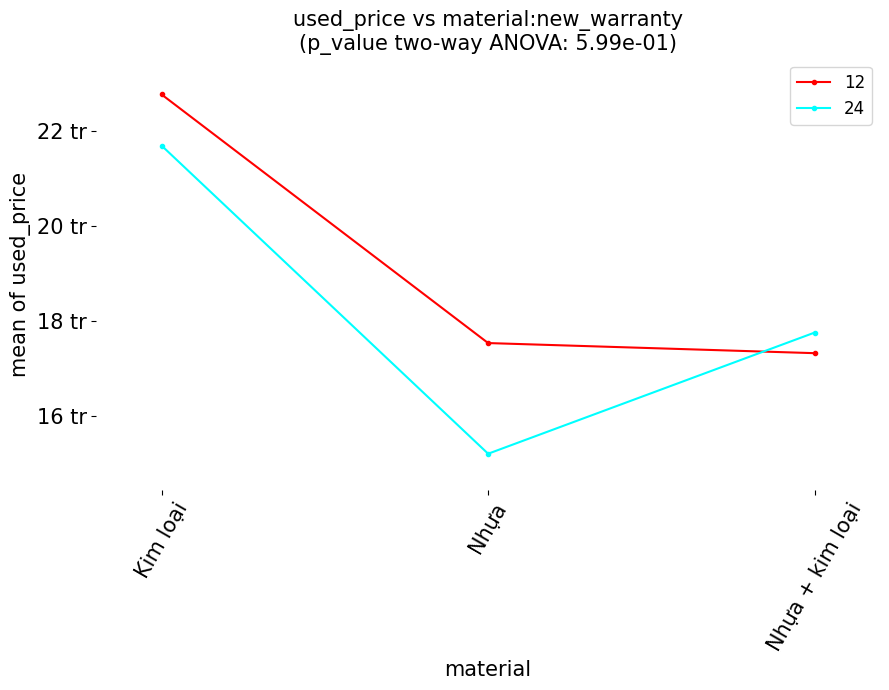 used_price vs material:new_warranty
(p_value two-way ANOVA: 5.99e-01)
12
24
22 tr
20 tr
18 tr
16 tr
mean of used_price
Kim loại
Nhựa
Nhựa + kim loại
material